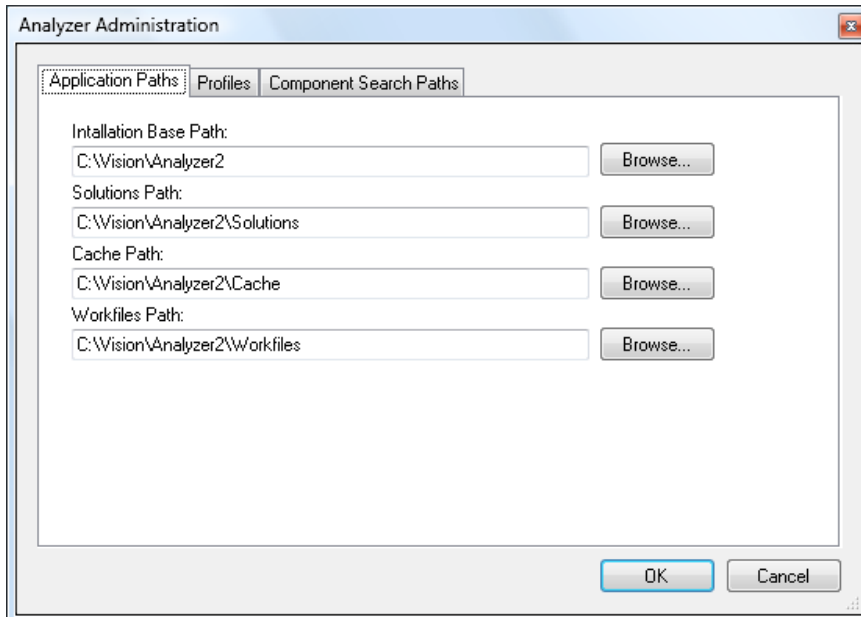 Analyzer Administration
Application Paths Profiles Component Search Paths
Intallation Base Path:
C:\Vision\Analyzer2 Browse...
Solutions Path:
C:\Vision\Analyzer2\Solutions Browse...
Cache Path:
C:\Vision\Analyzer2\Cache Browse...
Workfiles Path:
C:\Vision\Analyzer2\Workfiles Browse...
OK Cancel